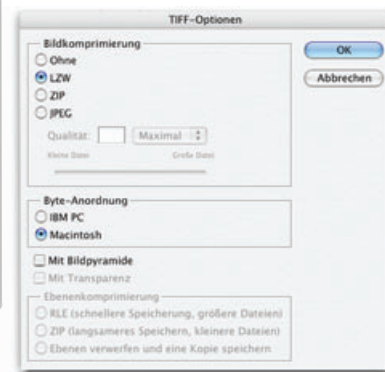 TIFF-Optionen
Bildkomprimierung
Ohne
LZW
ZIP
JPEG
Qualität: Maximal
Kleine Datei Große Datei
OK
Abbrechen
Byte-Anordnung
IBM PC
Macintosh
Mit Bildpyramide
Mit Transparenz
Ebenenkomprimierung
RLE (schnellere Speicherung, größere Dateien)
ZIP (langsameres Speichern, kleinere Dateien)
Ebenen verwerfen und eine Kopie speichern